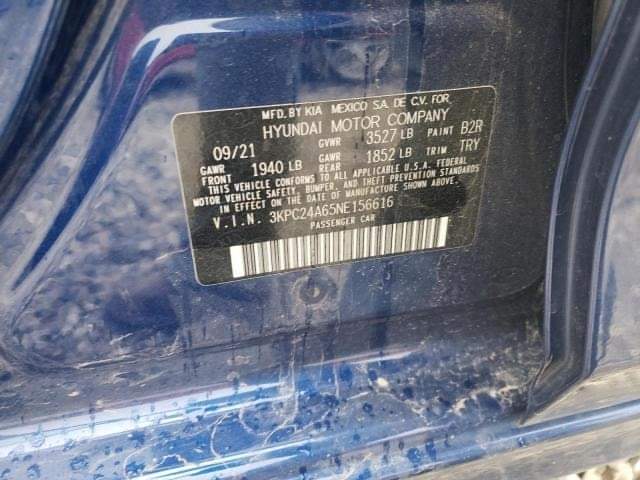 MFD. BY KIA MEXICO S.A. DE C.V. FOR
HYUNDAI MOTOR COMPANY
09/21 GVWR 3527 LB PAINT B2R
GAWR FRONT 1940 LB GAWR REAR 1852 LB TRIM TRY
THIS VEHICLE CONFORMS TO ALL APPLICABLE U.S.A. FEDERAL
MOTOR VEHICLE SAFETY, BUMPER, AND THEFT PREVENTION
STANDARDS IN EFFECT ON THE DATE OF MANUFACTURE SHOWN ABOVE.
V.I.N. 3KPC24A65NE156616
PASSENGER CAR